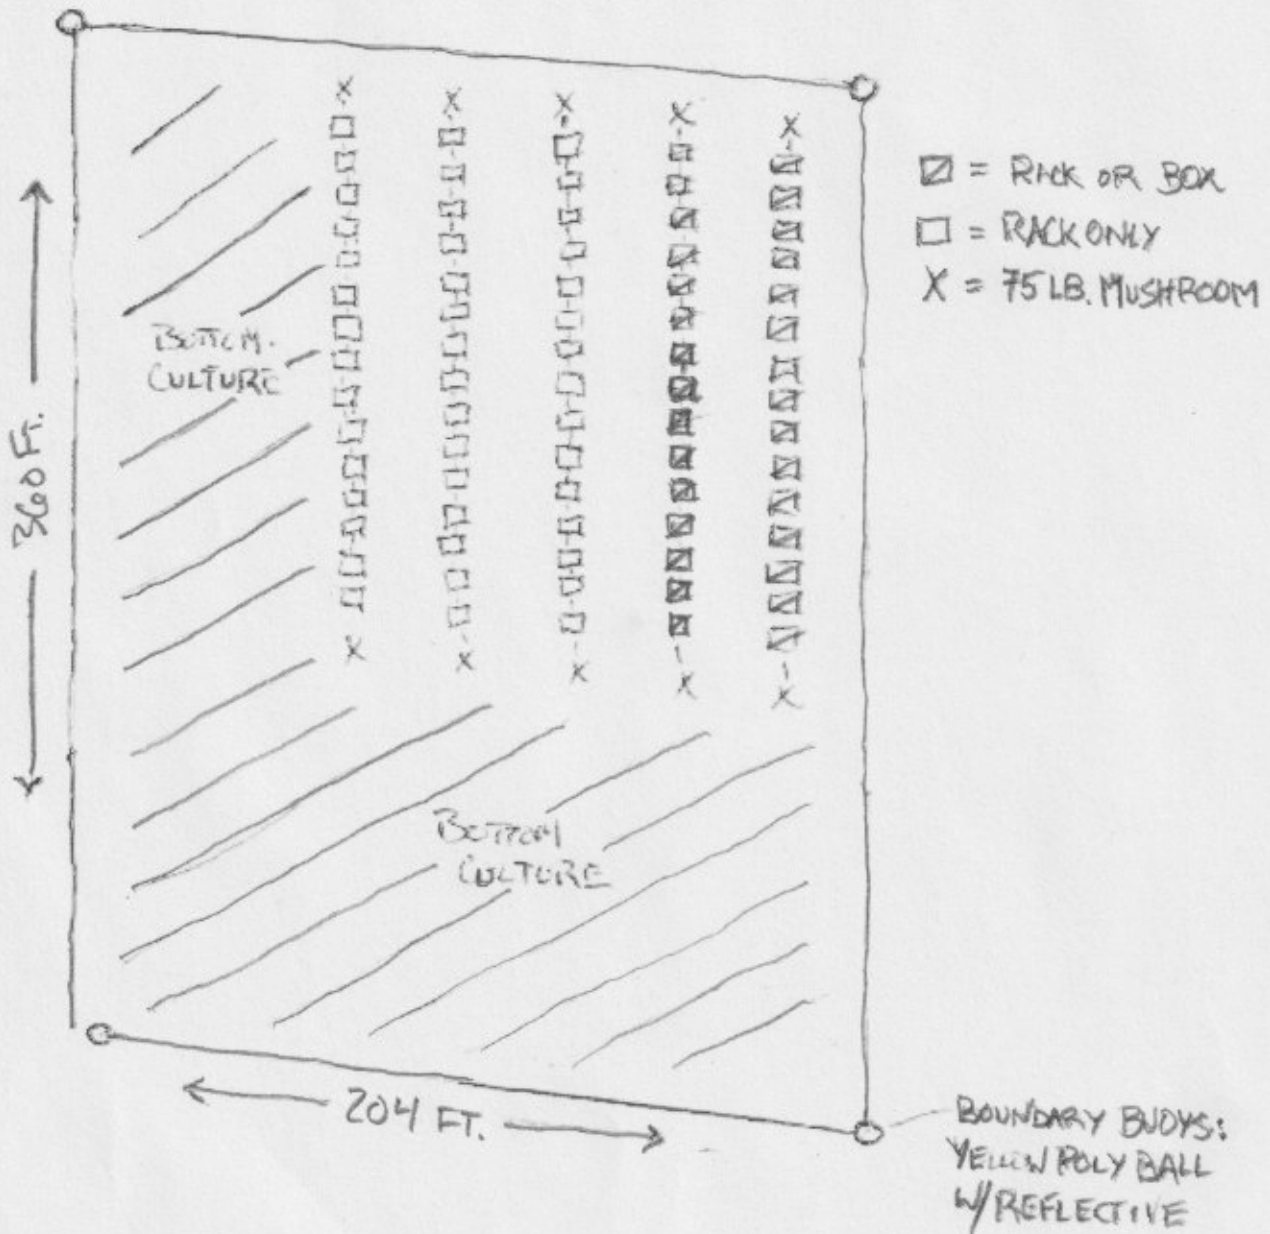 = RACK OR BOX
= RACK ONLY
X = 75 LB. MUSHROOM
BOTTOM
CULTURE
360 FT.
BOTTOM
CULTURE
204 FT.
BOUNDARY BUOYS:
YELLOW POLY BALL
W/REFLECTIVE